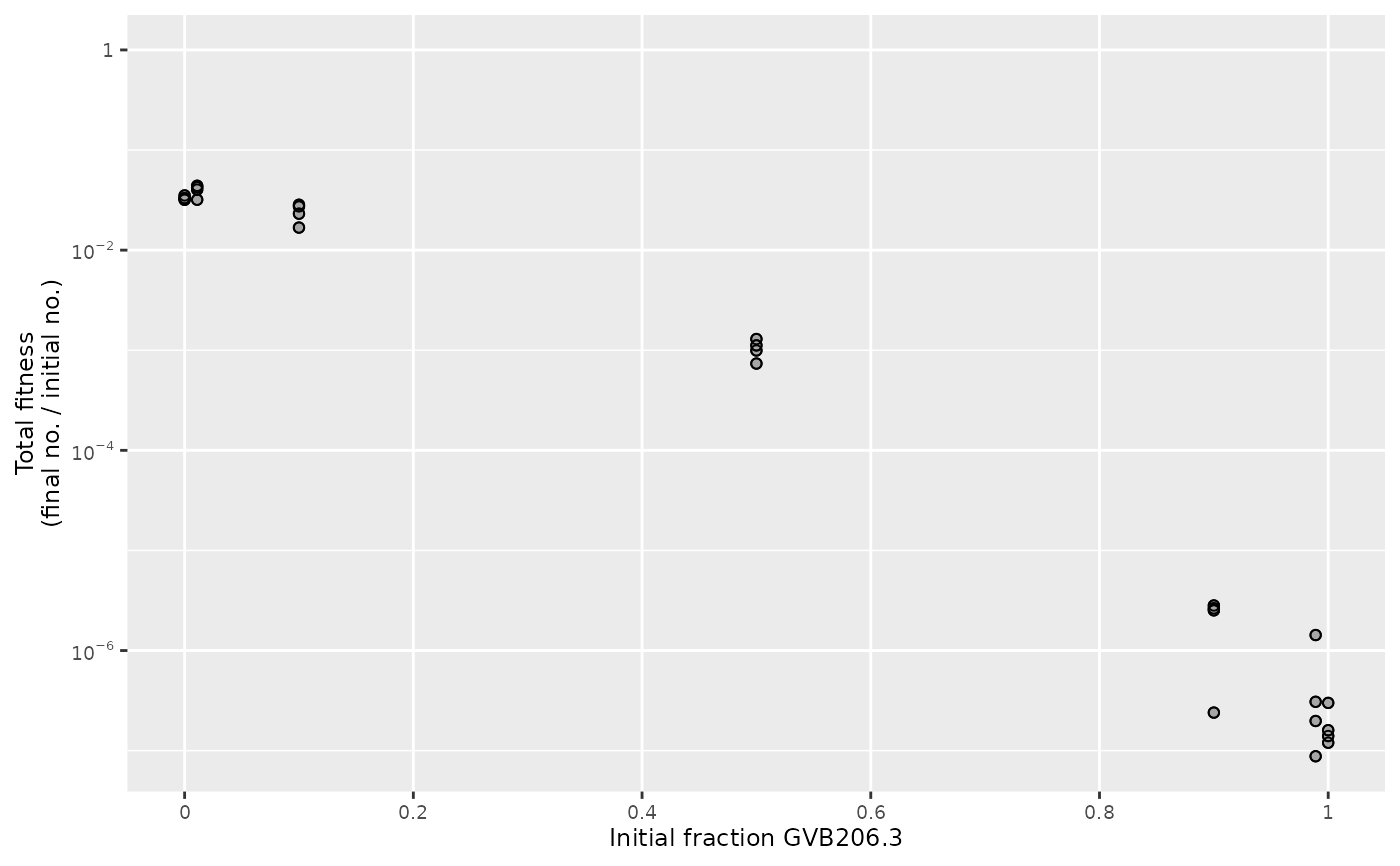 1
10⁻²
10⁻⁴
10⁻⁶
Total fitness
(final no. / initial no.)
0 0.2 0.4 0.6 0.8 1
Initial fraction GVB206.3